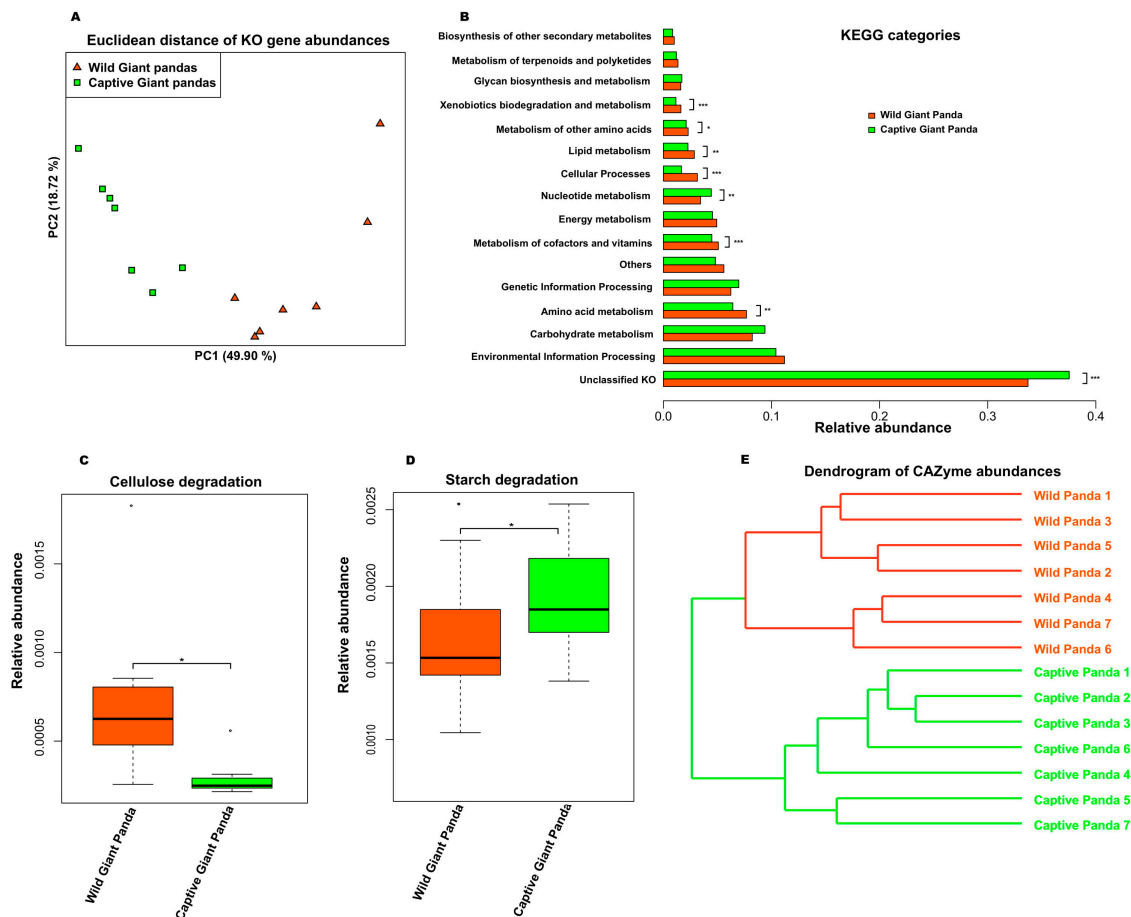 A
Euclidean distance of KO gene abundances
Wild Giant pandas
Captive Giant pandas
PC2 (18.72 %)
PC1 (49.90 %)
B
KEGG categories
Wild Giant Panda
Captive Giant Panda
Biosynthesis of other secondary metabolites
Metabolism of terpenoids and polyketides
Glycan biosynthesis and metabolism
Xenobiotics biodegradation and metabolism
***
Metabolism of other amino acids
*
Lipid metabolism
**
Cellular Processes
***
Nucleotide metabolism
**
Energy metabolism
Metabolism of cofactors and vitamins
***
Others
Genetic Information Processing
Amino acid metabolism
**
Carbohydrate metabolism
Environmental Information Processing
Unclassified KO
***
0.0
0.1
0.2
0.3
0.4
Relative abundance
C
Cellulose degradation
Relative abundance
0.0015
0.0010
0.0005
*
Wild Giant Panda
Captive Giant Panda
D
Starch degradation
Relative abundance
0.0025
0.0020
0.0015
0.0010
*
Wild Giant Panda
Captive Giant Panda
E
Dendrogram of CAZyme abundances
Wild Panda 1
Wild Panda 3
Wild Panda 5
Wild Panda 2
Wild Panda 4
Wild Panda 7
Wild Panda 6
Captive Panda 1
Captive Panda 2
Captive Panda 3
Captive Panda 6
Captive Panda 4
Captive Panda 5
Captive Panda 7